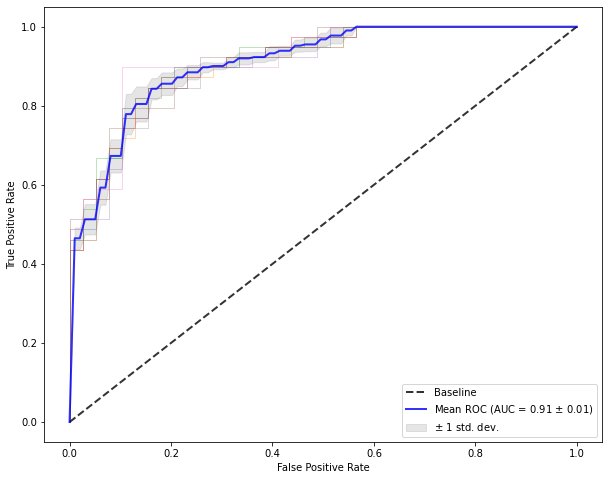 1.0
0.8
0.6
0.4
0.2
0.0
True Positive Rate
0.0 0.2 0.4 0.6 0.8 1.0
False Positive Rate
Baseline
Mean ROC (AUC = 0.91 ± 0.01)
± 1 std. dev.